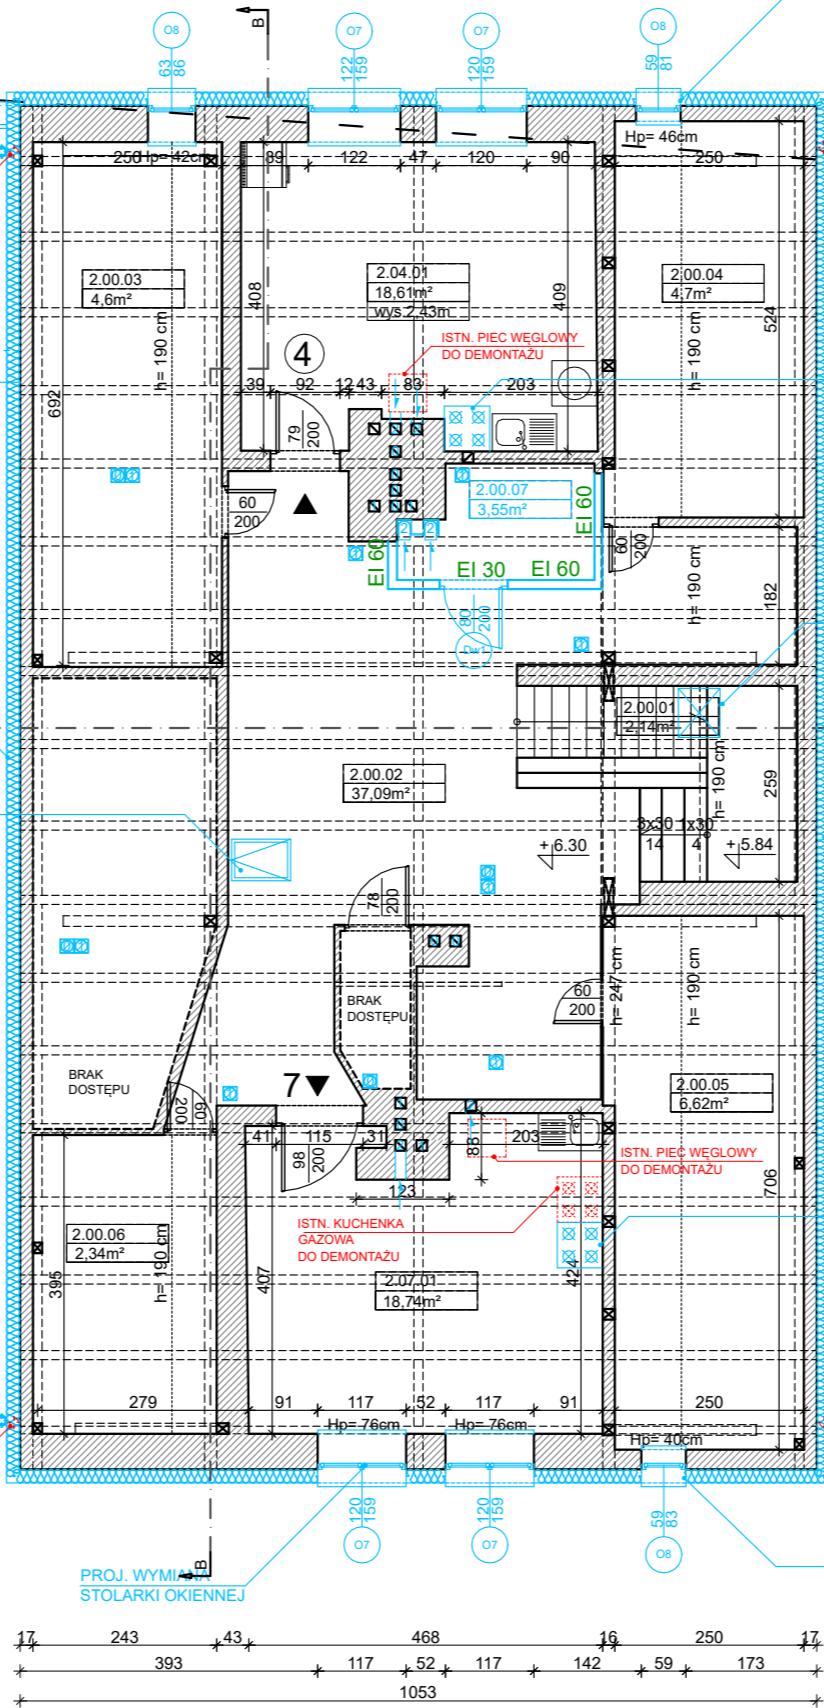 B
O8
O7
O7
O8
63
86
122
159
120
159
59
81
Hp= 46cm
250
Hp= 42cm
89
122
47
120
90
250
2.00.03
4,6m²
2.04.01
18,61m²
wys.2,43m
2.00.04
4,7m²
408
409
524
h= 190 cm
h= 190 cm
ISTN. PIEC WĘGLOWY
DO DEMONTAŻU
4
692
39
92
12
43
83
203
79
200
60
200
2.00.07
3,55m²
EI 60
EI 60
EI 30
EI 60
2
2
60
200
h= 190 cm
182
80
200
Dw1
2.00.01
2,14m²
h= 190 cm
259
2.00.02
37,09m²
3x30
1x30
14
4
+ 6.30
+ 5.84
78
200
BRAK
DOSTĘPU
h= 247 cm
h= 190 cm
60
200
BRAK
DOSTĘPU
60
200
7
2.00.05
6,62m²
41
115
31
98
200
83
203
ISTN. PIEC WĘGLOWY
DO DEMONTAŻU
706
123
ISTN. KUCHENKA
GAZOWA
DO DEMONTAŻU
2.00.06
2,34m²
h= 190 cm
395
407
424
2.07.01
18,74m²
279
91
117
52
117
91
250
Hp= 76cm
Hp= 76cm
Hp= 40cm
120
159
120
159
59
83
O7
O7
O8
B
PROJ. WYMIANA
STOLARKI OKIENNEJ
17
243
43
468
16
250
17
393
117
52
117
142
59
173
1053